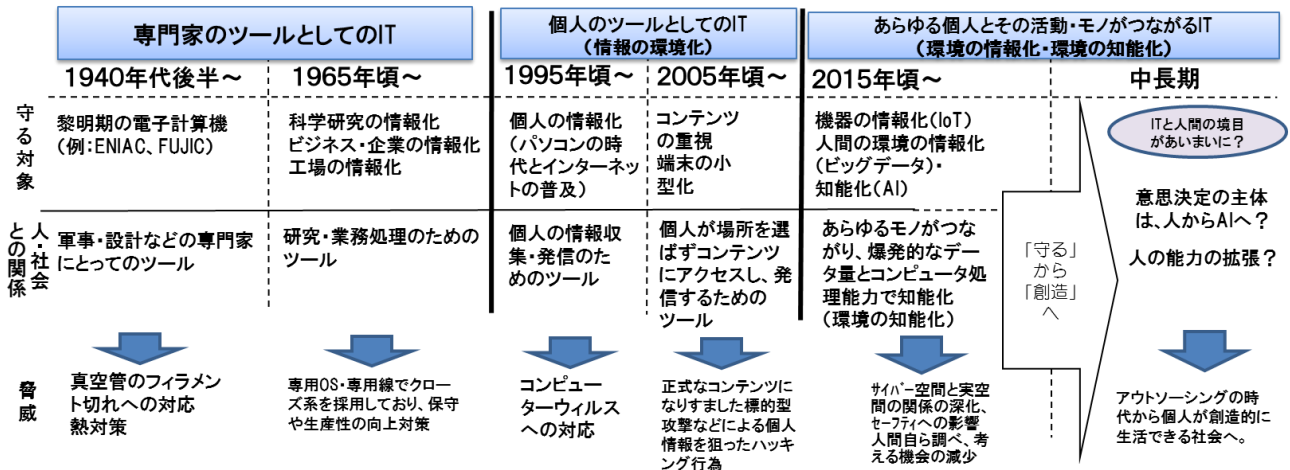 専門家のツールとしてのIT
個人のツールとしてのIT
（情報の環境化）
あらゆる個人とその活動・モノがつながるIT
（環境の情報化・環境の知能化）
1940年代後半～
1965年頃～
1995年頃～
2005年頃～
2015年頃～
中長期
守る対象
黎明期の電子計算機
（例：ENIAC、FUJIC）
科学研究の情報化
ビジネス・企業の情報化
工場の情報化
個人の情報化
（パソコンの時
代とインターネッ
トの普及）
コンテンツ
の重視
端末の小
型化
機器の情報化（IoT）
人間の環境の情報化
（ビッグデータ）・
知能化（AI）
ITと人間の境目
があいまいに？
意思決定の主体
は、人からAIへ？
人の能力の拡張？
人・社会
との関係
軍事・設計などの専門家
にとってのツール
研究・業務処理のための
ツール
個人の情報収
集・発信のた
めのツール
個人が場所を選
ばずコンテンツ
にアクセスし、発
信するための
ツール
あらゆるモノがつな
がり、爆発的なデー
タ量とコンピュータ処
理能力で知能化
（環境の知能化）
「守る」
から
「創造」
へ
脅威
真空管のフィラメン
ト切れへの対応
熱対策
専用OS・専用線でクロー
ズ系を採用しており、保守
や生産性の向上対策
コンピュー
ターウィルス
への対応
正式なコンテンツに
なりすました標的型
攻撃などによる個人
情報を狙ったハッキ
ング行為
サイバー空間と実空
間の関係の深化、
セーフティへの影響
人間自ら調べ、考
える機会の減少
アウトソーシングの時
代から個人が創造的に
生活できる社会へ。